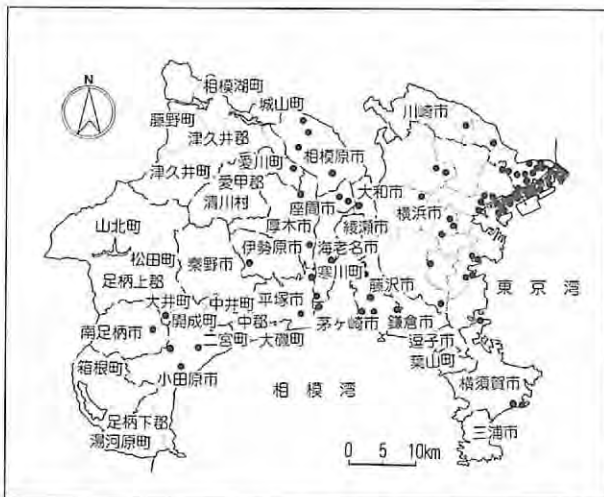 N
相模湖町
城山町
川崎市
藤野町
津久井郡
津久井町
愛川町
相模原市
愛甲郡
大和市
清川村
座間市
横浜市
綾瀬市
山北町
厚木市
松田町
秦野市
伊勢原市
海老名市
足柄上郡
寒川町
東京湾
藤沢市
大井町
中井町
平塚市
開成町
中郡
茅ヶ崎市
鎌倉市
南足柄市
二宮町
大磯町
逗子市
葉山町
箱根町
小田原市
相模湾
横須賀市
足柄下郡
三浦市
湯河原町
0 5 10km